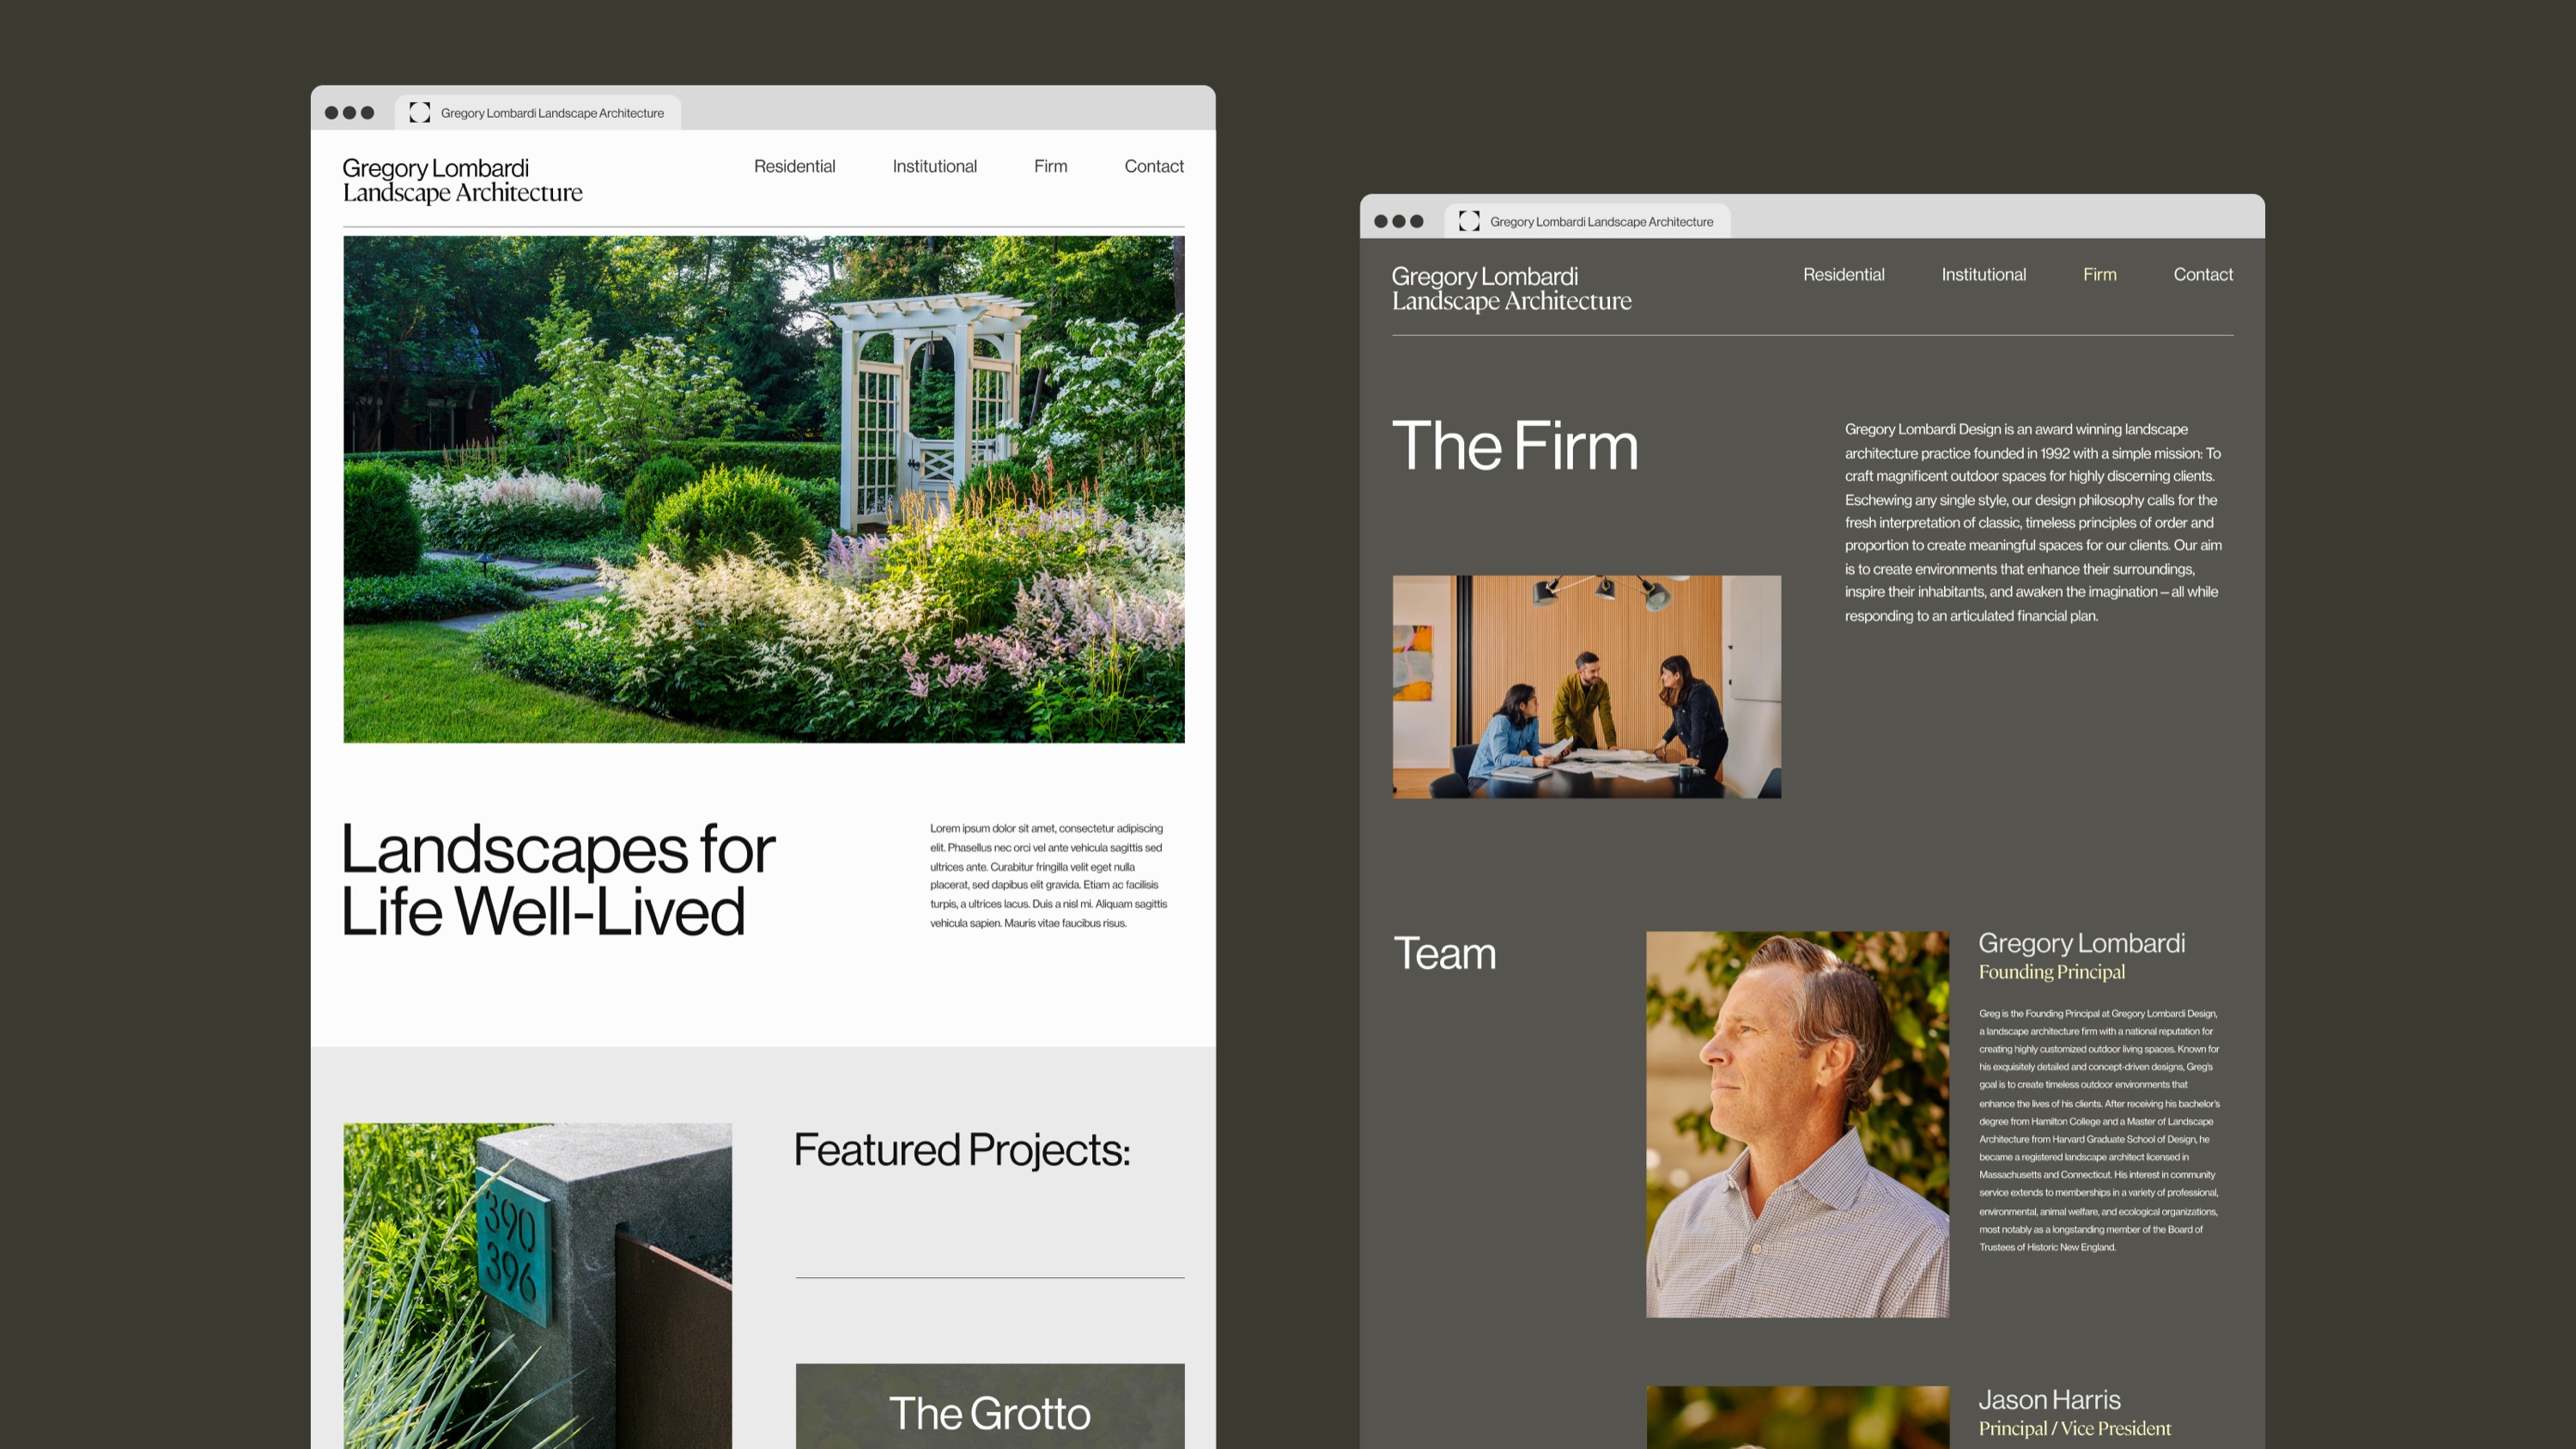 Gregory Lombardi Landscape Architecture
Gregory Lombardi
Landscape Architecture
Residential
Institutional
Firm
Contact
Landscapes for
Life Well-Lived
Lorem ipsum dolor sit amet, consectetur adipiscing
elit. Phasellus nec orci vel ante vehicula sagittis sed
ultrices ante. Curabitur fringilla velit eget nulla
placerat, sed dapibus elit gravida. Etiam ac facilisis
turpis, a ultrices lacus. Duis a nisl mi. Aliquam sagittis
vehicula sapien. Mauris vitae faucibus risus.
390
396
Featured Projects:
The Grotto
Gregory Lombardi Landscape Architecture
Gregory Lombardi
Landscape Architecture
Residential
Institutional
Firm
Contact
The Firm
Gregory Lombardi Design is an award winning landscape
architecture practice founded in 1992 with a simple mission: To
craft magnificent outdoor spaces for highly discerning clients.
Eschewing any single style, our design philosophy calls for the
fresh interpretation of classic, timeless principles of order and
proportion to create meaningful spaces for our clients. Our aim
is to create environments that enhance their surroundings,
inspire their inhabitants, and awaken the imagination – all while
responding to an articulated financial plan.
Team
Gregory Lombardi
Founding Principal
Greg is the Founding Principal at Gregory Lombardi Design,
a landscape architecture firm with a national reputation for
creating highly customized outdoor living spaces. Known for
his exquisitely detailed and concept-driven designs, Greg's
goal is to create timeless outdoor environments that
enhance the lives of his clients. After receiving his bachelor's
degree from Hamilton College and a Master of Landscape
Architecture from Harvard Graduate School of Design, he
became a registered landscape architect licensed in
Massachusetts and Connecticut. His interest in community
service extends to memberships in a variety of professional,
environmental, animal welfare, and ecological organizations,
most notably as a longstanding member of the Board of
Trustees of Historic New England.
Jason Harris
Principal / Vice President